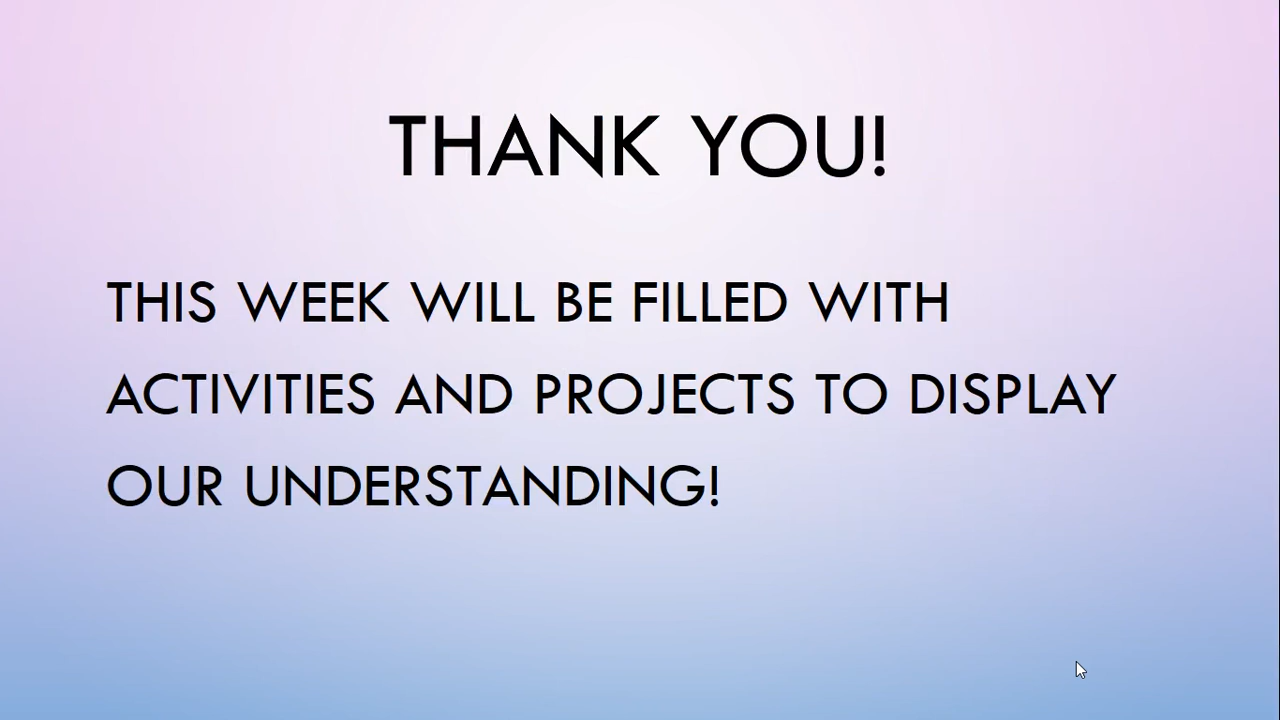 THANK YOU!
THIS WEEK WILL BE FILLED WITH
ACTIVITIES AND PROJECTS TO DISPLAY
OUR UNDERSTANDING!